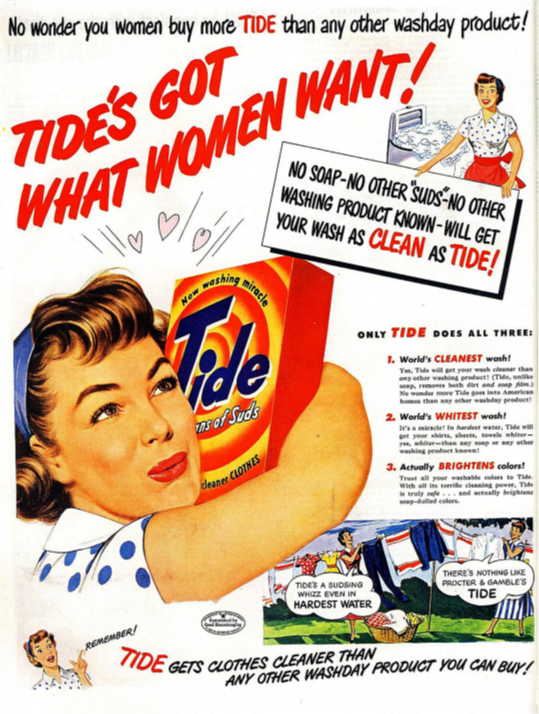 No wonder you women buy more TIDE than any other washday product!
TIDE'S GOT
WHAT WOMEN WANT!
NO SOAP-NO OTHER "SUDS"-NO OTHER
WASHING PRODUCT KNOWN-WILL GET
YOUR WASH AS CLEAN AS TIDE!
New washing miracle
Tide
ns of Suds
cleaner CLOTHES
ONLY TIDE DOES ALL THREE:
1. World's CLEANEST wash!
Yes, Tide will get your wash cleaner than
any other washing product! (Tide, unlike
soap, removes both dirt and soap film.)
No wonder more Tide goes into American
homes than any other washday product!
2. World's WHITEST wash!
It's a miracle! In hardest water, Tide will
get your shirts, sheets, towels whiter—
yes, whiter—than any soap or any other
washing product known!
3. Actually BRIGHTENS colors!
Trust all your washable colors to Tide.
With all its terrific cleaning power, Tide
is truly safe . . . and actually brightens
soap-dulled colors.
TIDE'S A SUDSING
WHIZZ EVEN IN
HARDEST WATER
THERE'S NOTHING LIKE
PROCTER & GAMBLE'S
TIDE
Guaranteed by
Good Housekeeping
REMEMBER!
TIDE GETS CLOTHES CLEANER THAN
ANY OTHER WASHDAY PRODUCT YOU CAN BUY!